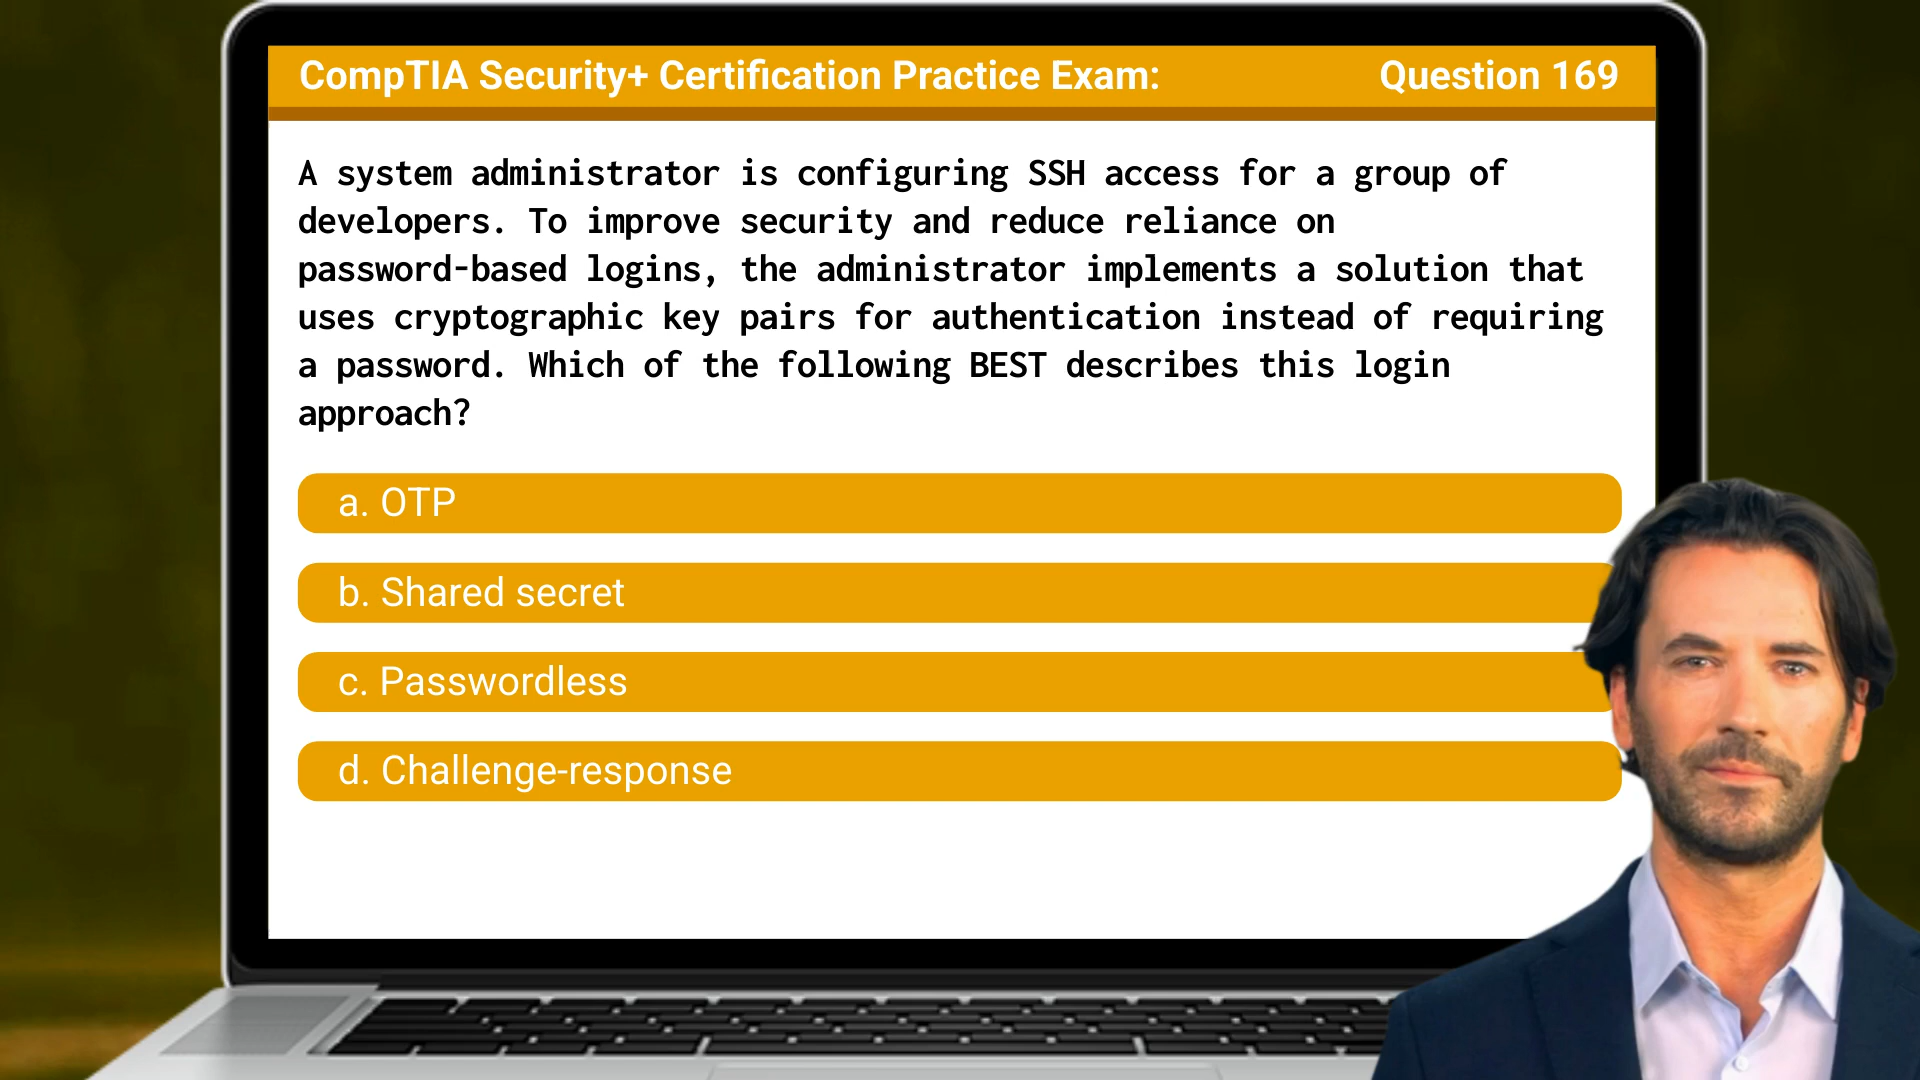 CompTIA Security+ Certification Practice Exam: Question 169
A system administrator is configuring SSH access for a group of
developers. To improve security and reduce reliance on
password-based logins, the administrator implements a solution that
uses cryptographic key pairs for authentication instead of requiring
a password. Which of the following BEST describes this login
approach?
a. OTP
b. Shared secret
c. Passwordless
d. Challenge-response